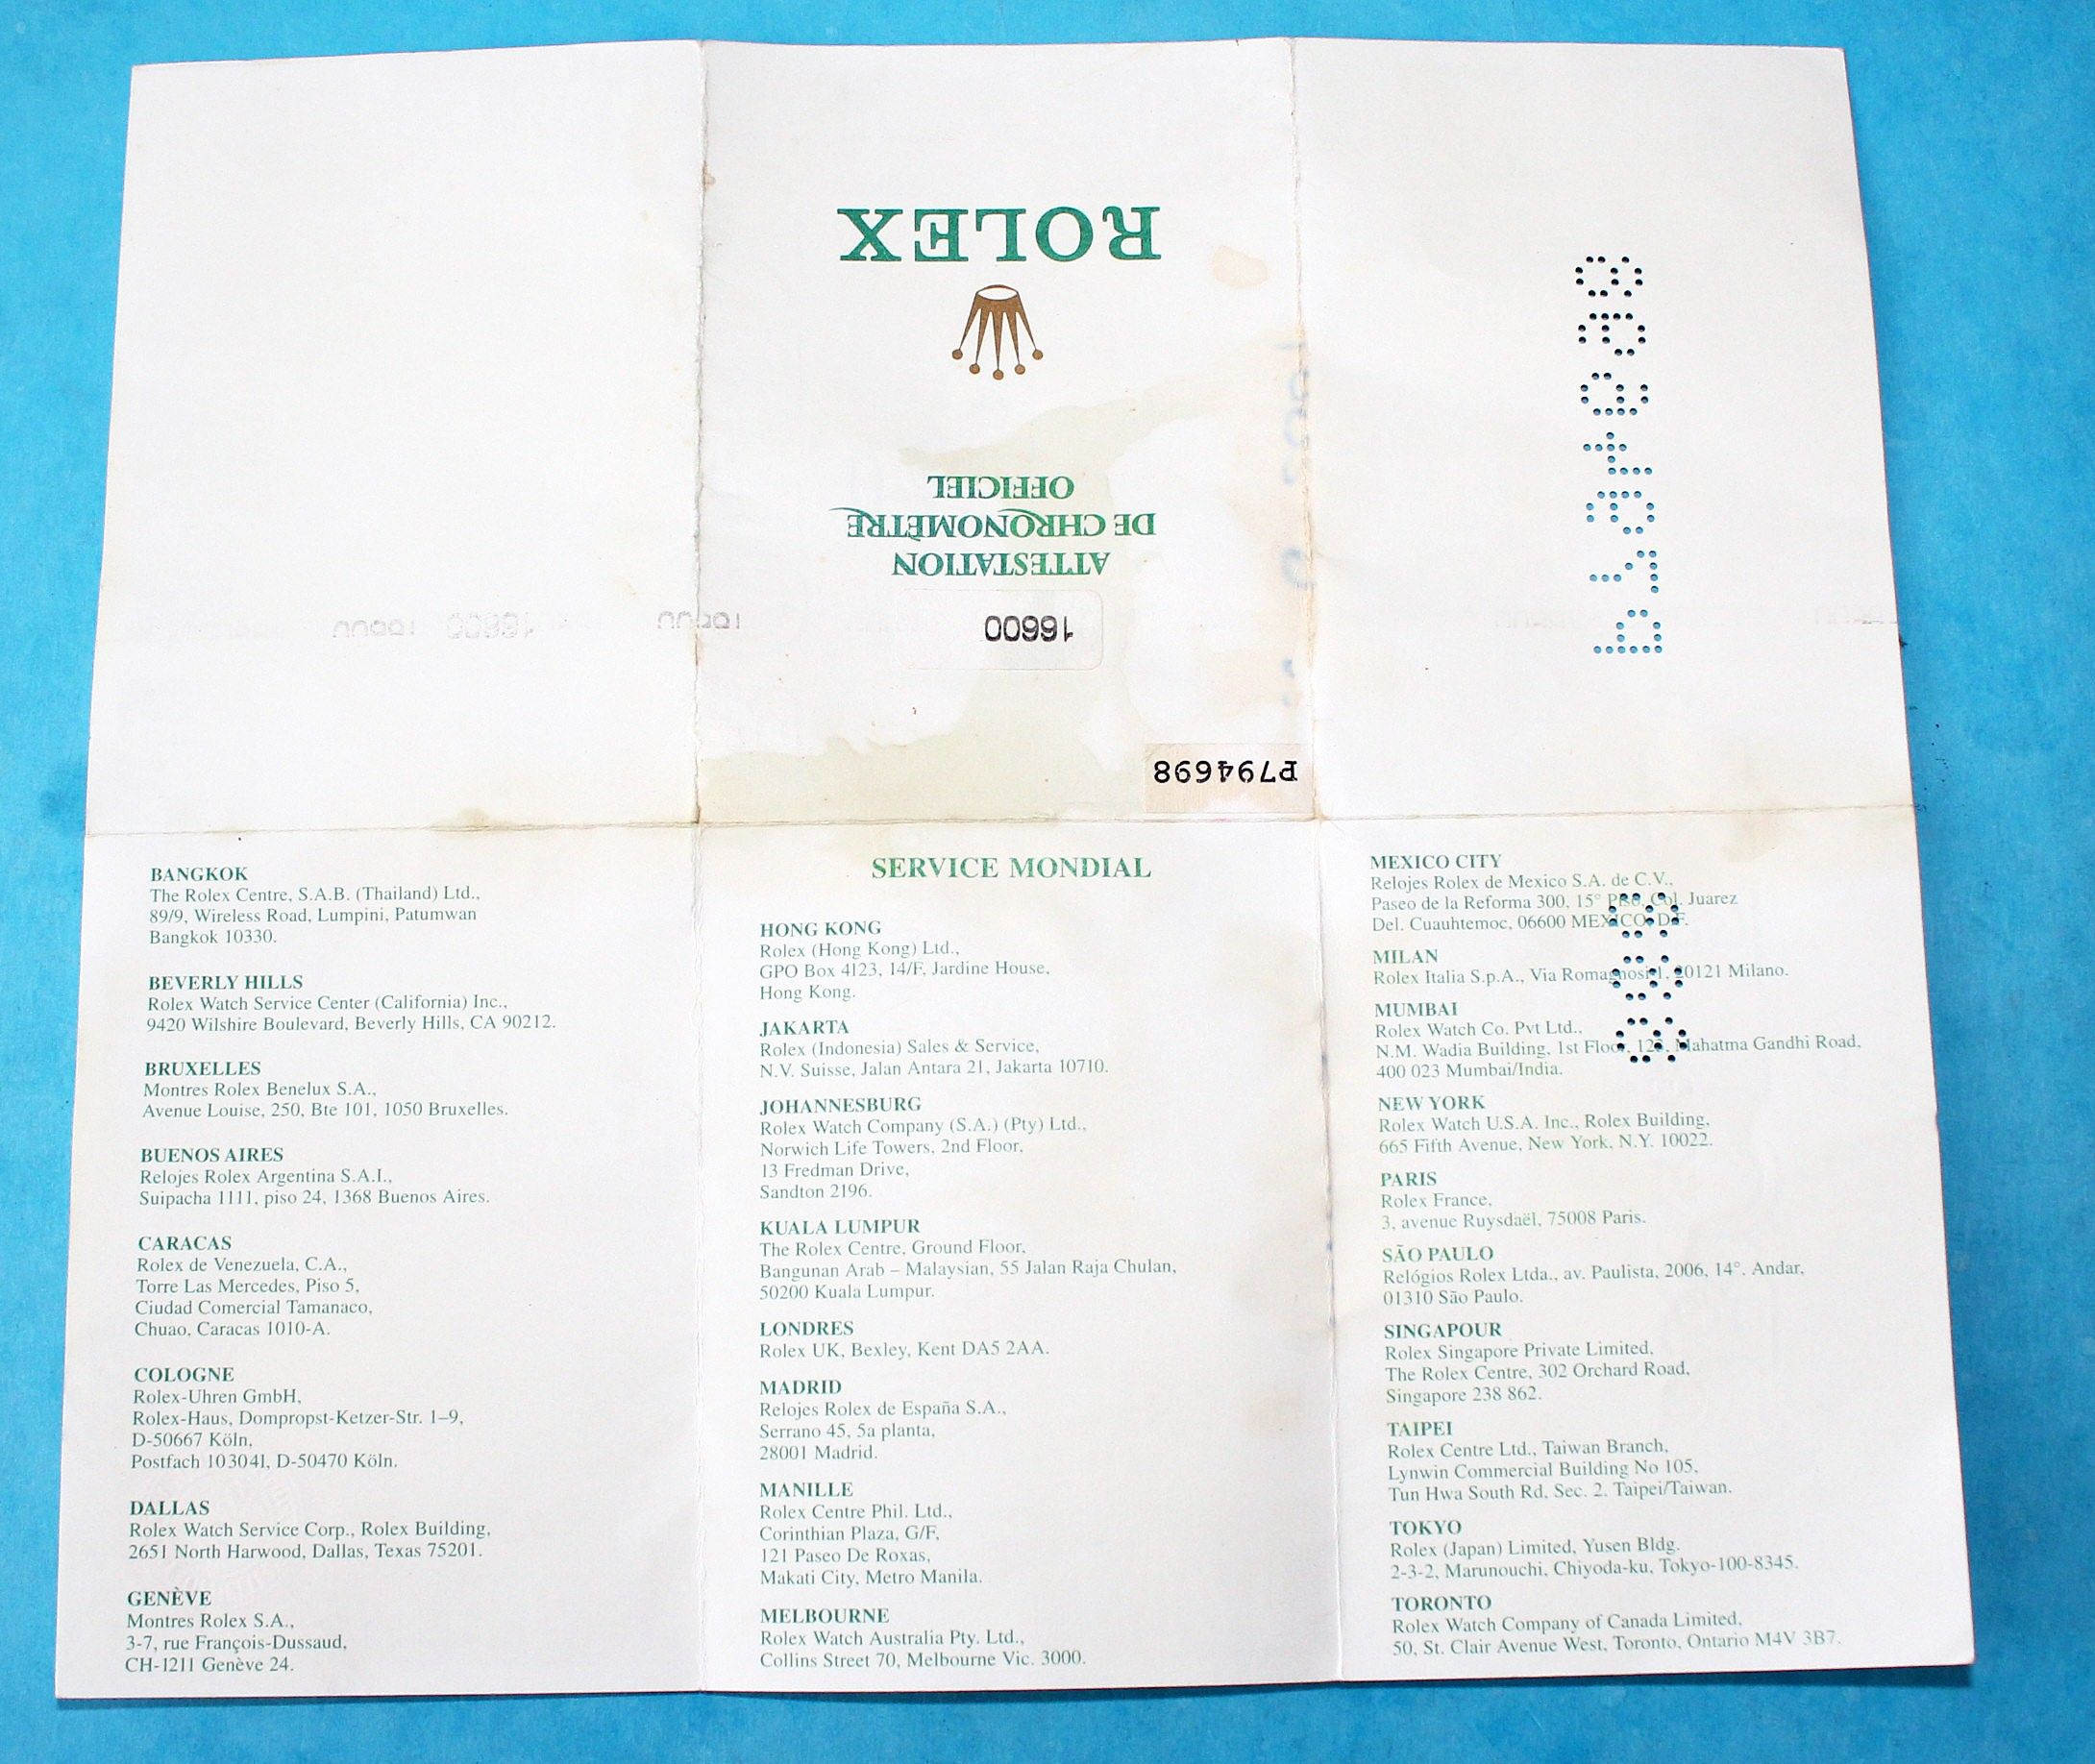 P794698
16600
ATTESTATION
DE CHRONOMÈTRE
OFFICIEL
ROLEX
BANGKOK
The Rolex Centre, S.A.B. (Thailand) Ltd.,
89/9, Wireless Road, Lumpini, Patumwan
Bangkok 10330.
BEVERLY HILLS
Rolex Watch Service Center (California) Inc.,
9420 Wilshire Boulevard, Beverly Hills, CA 90212.
BRUXELLES
Montres Rolex Benelux S.A.,
Avenue Louise, 250, Bte 101, 1050 Bruxelles.
BUENOS AIRES
Relojes Rolex Argentina S.A.I.,
Suipacha 1111, piso 24, 1368 Buenos Aires.
CARACAS
Rolex de Venezuela, C.A.,
Torre Las Mercedes, Piso 5,
Ciudad Comercial Tamanaco,
Chuao, Caracas 1010-A.
COLOGNE
Rolex-Uhren GmbH,
Rolex-Haus, Dompropst-Ketzer-Str. 1–9,
D-50667 Köln,
Postfach 103041, D-50470 Köln.
DALLAS
Rolex Watch Service Corp., Rolex Building,
2651 North Harwood, Dallas, Texas 75201.
GENÈVE
Montres Rolex S.A.,
3-7, rue François-Dussaud,
CH-1211 Genève 24.
SERVICE MONDIAL
HONG KONG
Rolex (Hong Kong) Ltd.,
GPO Box 4123, 14/F, Jardine House,
Hong Kong.
JAKARTA
Rolex (Indonesia) Sales & Service,
N.V. Suisse, Jalan Antara 21, Jakarta 10710.
JOHANNESBURG
Rolex Watch Company (S.A.) (Pty) Ltd.,
Norwich Life Towers, 2nd Floor,
13 Fredman Drive,
Sandton 2196.
KUALA LUMPUR
The Rolex Centre, Ground Floor,
Bangunan Arab – Malaysian, 55 Jalan Raja Chulan,
50200 Kuala Lumpur.
LONDRES
Rolex UK, Bexley, Kent DA5 2AA.
MADRID
Relojes Rolex de España S.A.,
Serrano 45, 5a planta,
28001 Madrid.
MANILLE
Rolex Centre Phil. Ltd.,
Corinthian Plaza, G/F,
121 Paseo De Roxas,
Makati City, Metro Manila.
MELBOURNE
Rolex Watch Australia Pty. Ltd.,
Collins Street 70, Melbourne Vic. 3000.
MEXICO CITY
Relojes Rolex de Mexico S.A. de C.V.,
Paseo de la Reforma 300, 15° Piso, Col. Juarez
Del. Cuauhtemoc, 06600 MEXICO, D.F.
MILAN
Rolex Italia S.p.A., Via Romagnosi 1, 20121 Milano.
MUMBAI
Rolex Watch Co. Pvt Ltd.,
N.M. Wadia Building, 1st Floor, 123, Mahatma Gandhi Road,
400 023 Mumbai/India.
NEW YORK
Rolex Watch U.S.A. Inc., Rolex Building,
665 Fifth Avenue, New York, N.Y. 10022.
PARIS
Rolex France,
3, avenue Ruysdaël, 75008 Paris.
SÃO PAULO
Relógios Rolex Ltda., av. Paulista, 2006, 14°. Andar,
01310 São Paulo.
SINGAPOUR
Rolex Singapore Private Limited,
The Rolex Centre, 302 Orchard Road,
Singapore 238 862.
TAIPEI
Rolex Centre Ltd., Taiwan Branch,
Lynwin Commercial Building No 105,
Tun Hwa South Rd, Sec. 2. Taipei/Taiwan.
TOKYO
Rolex (Japan) Limited, Yusen Bldg.
2-3-2, Marunouchi, Chiyoda-ku, Tokyo-100-8345.
TORONTO
Rolex Watch Company of Canada Limited,
50, St. Clair Avenue West, Toronto, Ontario M4V 3B7.
P794698